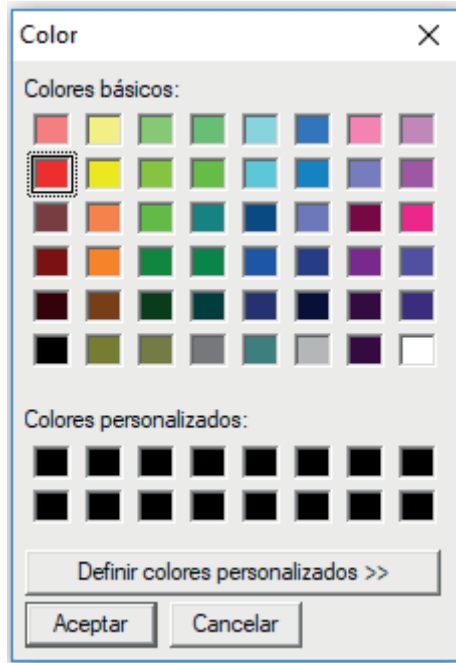 Color
Colores básicos:
Colores personalizados:
Definir colores personalizados >>
Aceptar
Cancelar